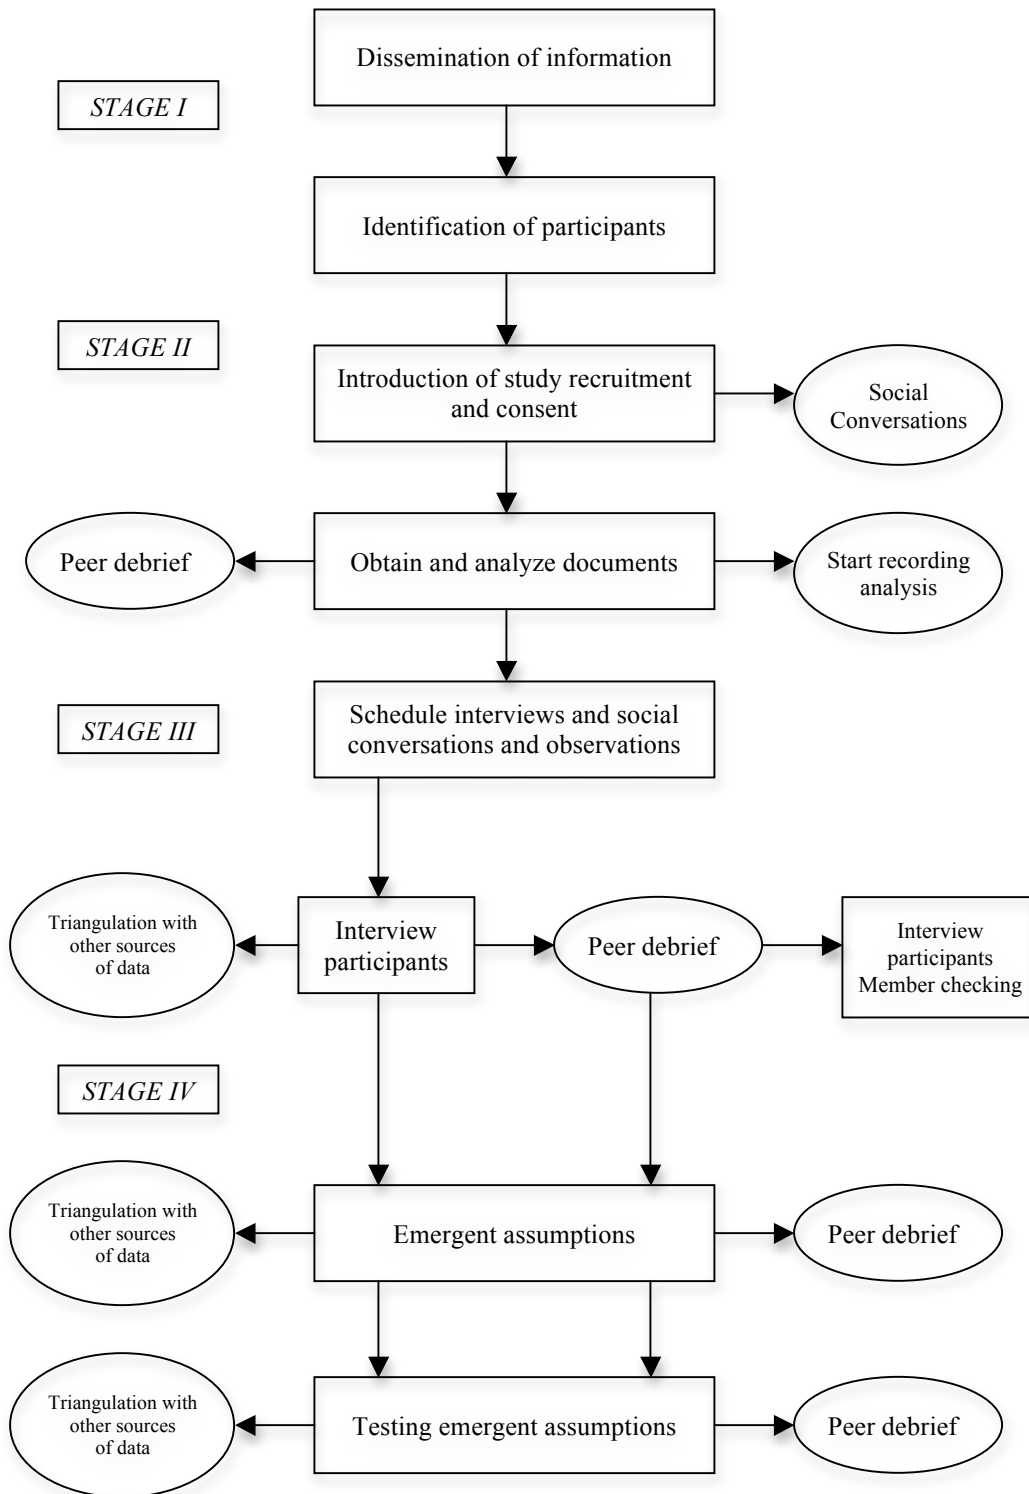 Dissemination of information
STAGE I
Identification of participants
STAGE II
Introduction of study recruitment
and consent
Social
Conversations
Peer debrief
Obtain and analyze documents
Start recording
analysis
STAGE III
Schedule interviews and social
conversations and observations
Triangulation with
other sources
of data
Interview
participants
Peer debrief
Interview
participants
Member checking
STAGE IV
Triangulation with
other sources
of data
Emergent assumptions
Peer debrief
Triangulation with
other sources
of data
Testing emergent assumptions
Peer debrief